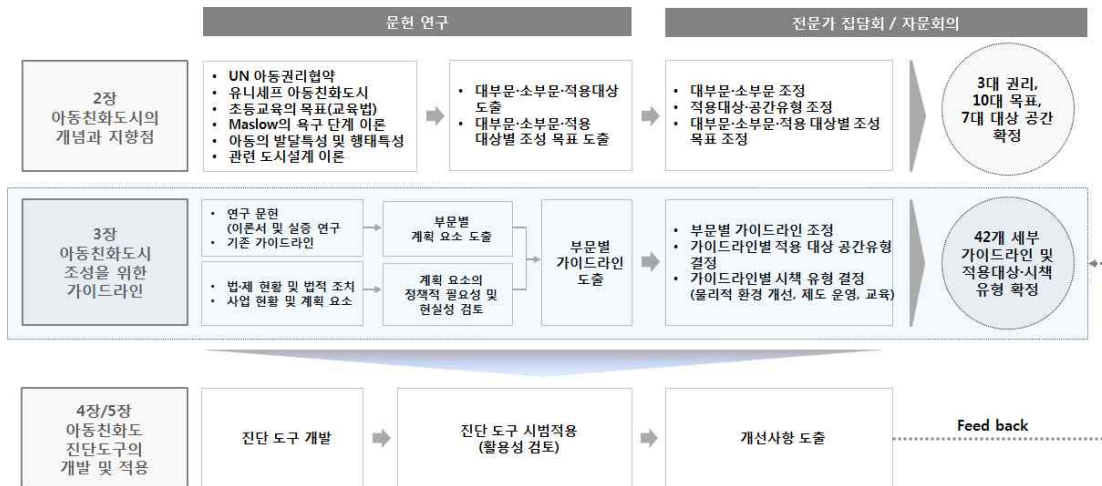 문헌 연구
전문가 집담회 / 자문회의
2장
아동친화도시의
개념과 지향점
• UN 아동권리협약
• 유니세프 아동친화도시
• 초등교육의 목표(교육법)
• Maslow의 욕구 단계 이론
• 아동의 발달특성 및 행태특성
• 관련 도시설계 이론
• 대부문·소부문·적용대상
도출
• 대부문·소부문·적용
대상별 조성 목표 도출
• 대부문·소부문 조정
• 적용대상·공간유형 조정
• 대부문·소부문·적용 대상별 조성
목표 조정
3대 권리,
10대 목표,
7대 대상 공간
확정
3장
아동친화도시
조성을 위한
가이드라인
• 연구 문헌
(이론서 및 실증 연구
• 기존 가이드라인
부문별
계획 요소 도출
• 법·제 현황 및 법적 조치
• 사업 현황 및 계획 요소
계획 요소의
정책적 필요성 및
현실성 검토
부문별
가이드라인
도출
• 부문별 가이드라인 조정
• 가이드라인별 적용 대상 공간유형
결정
• 가이드라인별 시책 유형 결정
(물리적 환경 개선, 제도 운영, 교육)
42개 세부
가이드라인 및
적용대상·시책
유형 확정
4장/5장
아동친화도
진단도구의
개발 및 적용
진단 도구 개발
진단 도구 시범적용
(활용성 검토)
개선사항 도출
Feed back